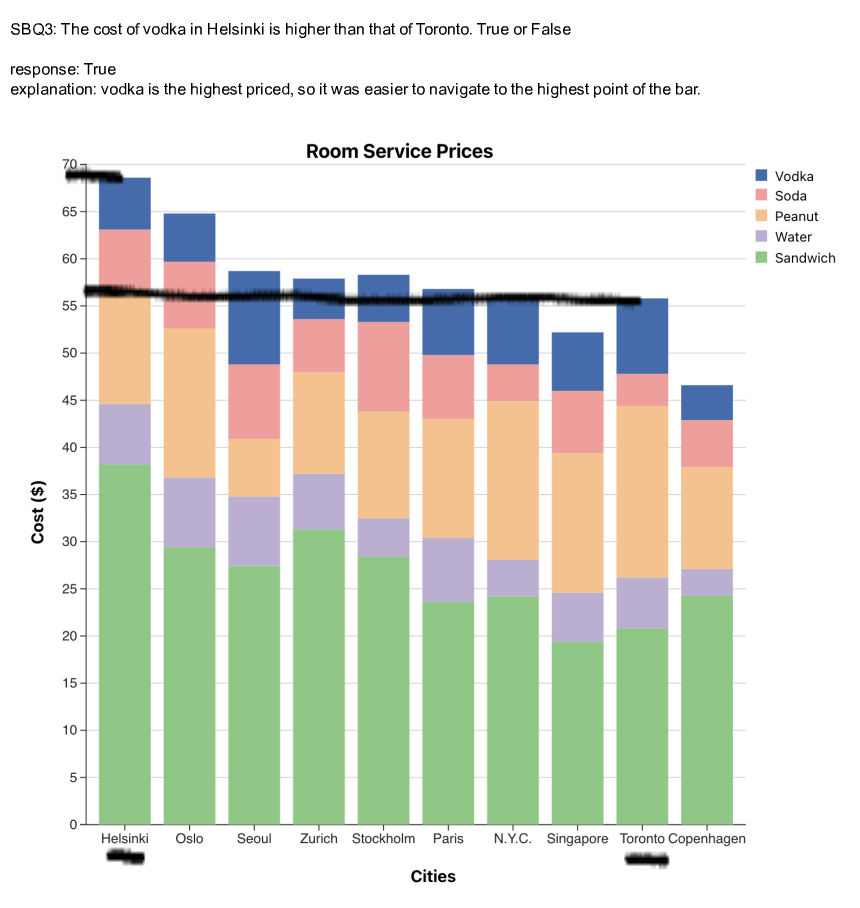 SBQ3: The cost of vodka in Helsinki is higher than that of Toronto. True or False
response: True
explanation: vodka is the highest priced, so it was easier to navigate to the highest point of the bar.
Room Service Prices
70
65
60
55
50
45
40
35
30
25
20
15
10
5
0
Cost ($)
Helsinki Oslo Seoul Zurich Stockholm Paris N.Y.C. Singapore Toronto Copenhagen
Cities
Vodka
Soda
Peanut
Water
Sandwich